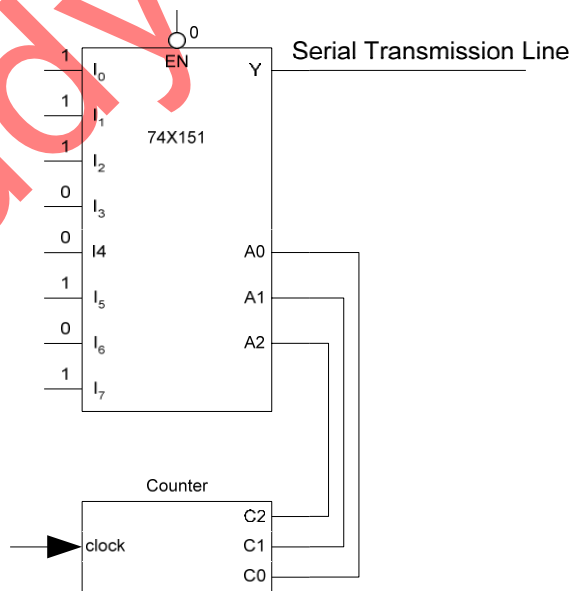 0
EN
Serial Transmission Line
Y
1 I0
1 I1
74X151
1 I2
0 I3
0 I4
A0
1 I5
A1
0 I6
A2
1 I7
Counter
C2
clock
C1
C0